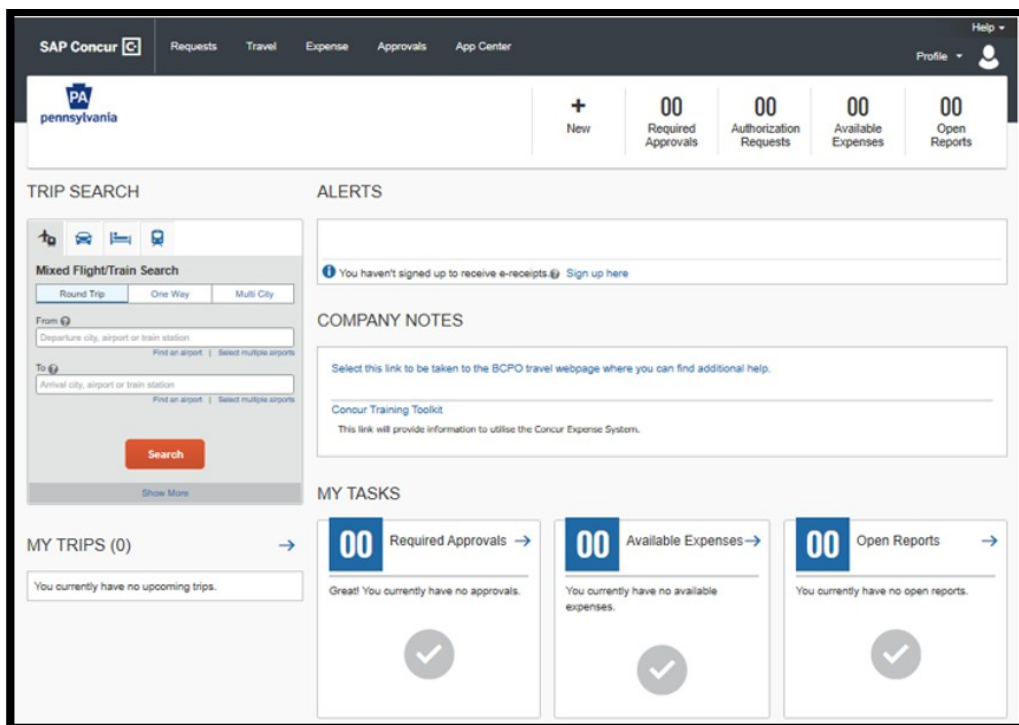 Help
SAP Concur C
Requests
Travel
Expense
Approvals
App Center
Profile
PA
pennsylvania
+
New
00
Required
Approvals
00
Authorization
Requests
00
Available
Expenses
00
Open
Reports
TRIP SEARCH
Mixed Flight/Train Search
Round Trip
One Way
Multi City
From ?
Departure city, airport or train station
Find an airport | Select multiple airports
To ?
Arrival city, airport or train station
Find an airport | Select multiple airports
Search
Show More
MY TRIPS (0) →
You currently have no upcoming trips.
ALERTS
You haven't signed up to receive e-receipts. Sign up here
COMPANY NOTES
Select this link to be taken to the BCPO travel webpage where you can find additional help.
Concur Training Toolkit
This link will provide information to utilise the Concur Expense System.
MY TASKS
00 Required Approvals →
Great! You currently have no approvals.
00 Available Expenses →
You currently have no available
expenses.
00 Open Reports →
You currently have no open reports.